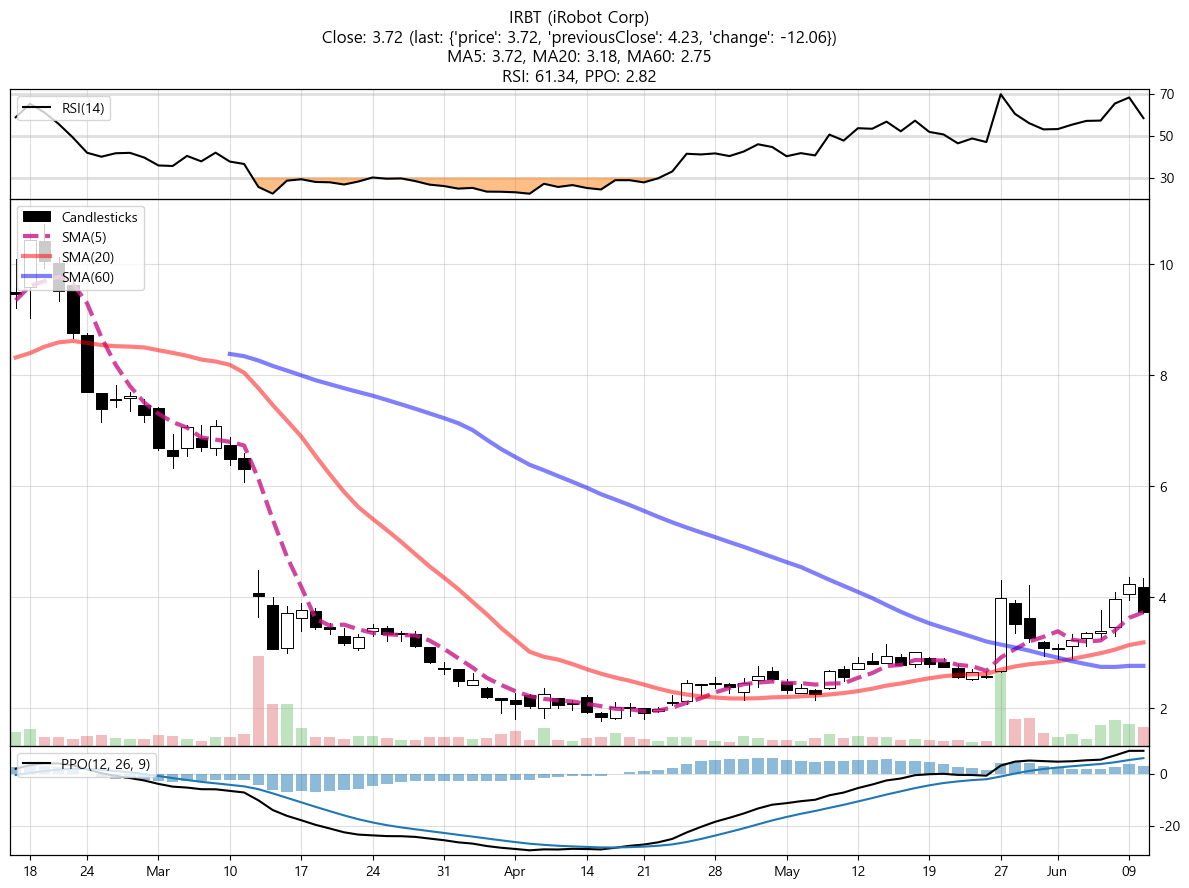 IRBT (iRobot Corp)
Close: 3.72 (last: {'price': 3.72, 'previousClose': 4.23, 'change': -12.06})
MA5: 3.72, MA20: 3.18, MA60: 2.75
RSI: 61.34, PPO: 2.82
RSI(14)
70
50
30
Candlesticks
SMA(5)
SMA(20)
SMA(60)
10
8
6
4
2
PPO(12, 26, 9)
0
-20
18 24 Mar 10 17 24 31 Apr 14 21 28 May 12 19 27 Jun 09